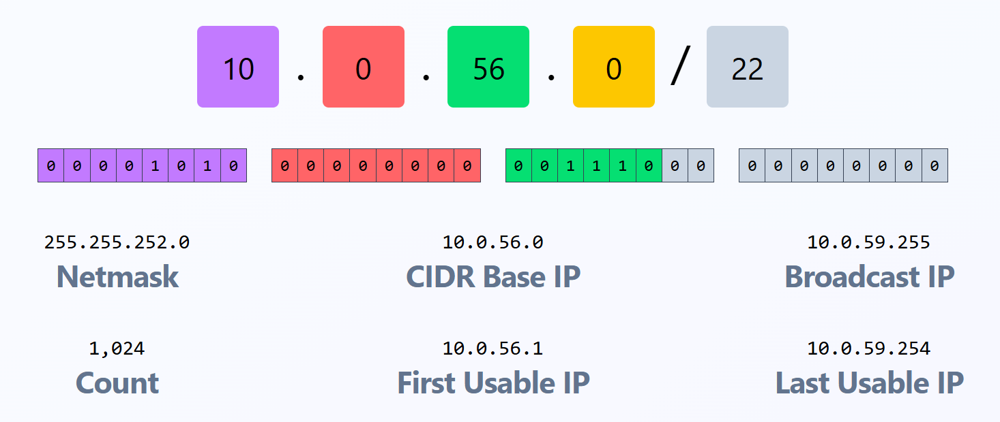 10 . 0 . 56 . 0 / 22
0 0 0 0 1 0 1 0 0 0 0 0 0 0 0 0 0 0 1 1 1 0 0 0 0 0 0 0 0 0 0 0
255.255.252.0 10.0.56.0 10.0.59.255
Netmask CIDR Base IP Broadcast IP
1,024 10.0.56.1 10.0.59.254
Count First Usable IP Last Usable IP